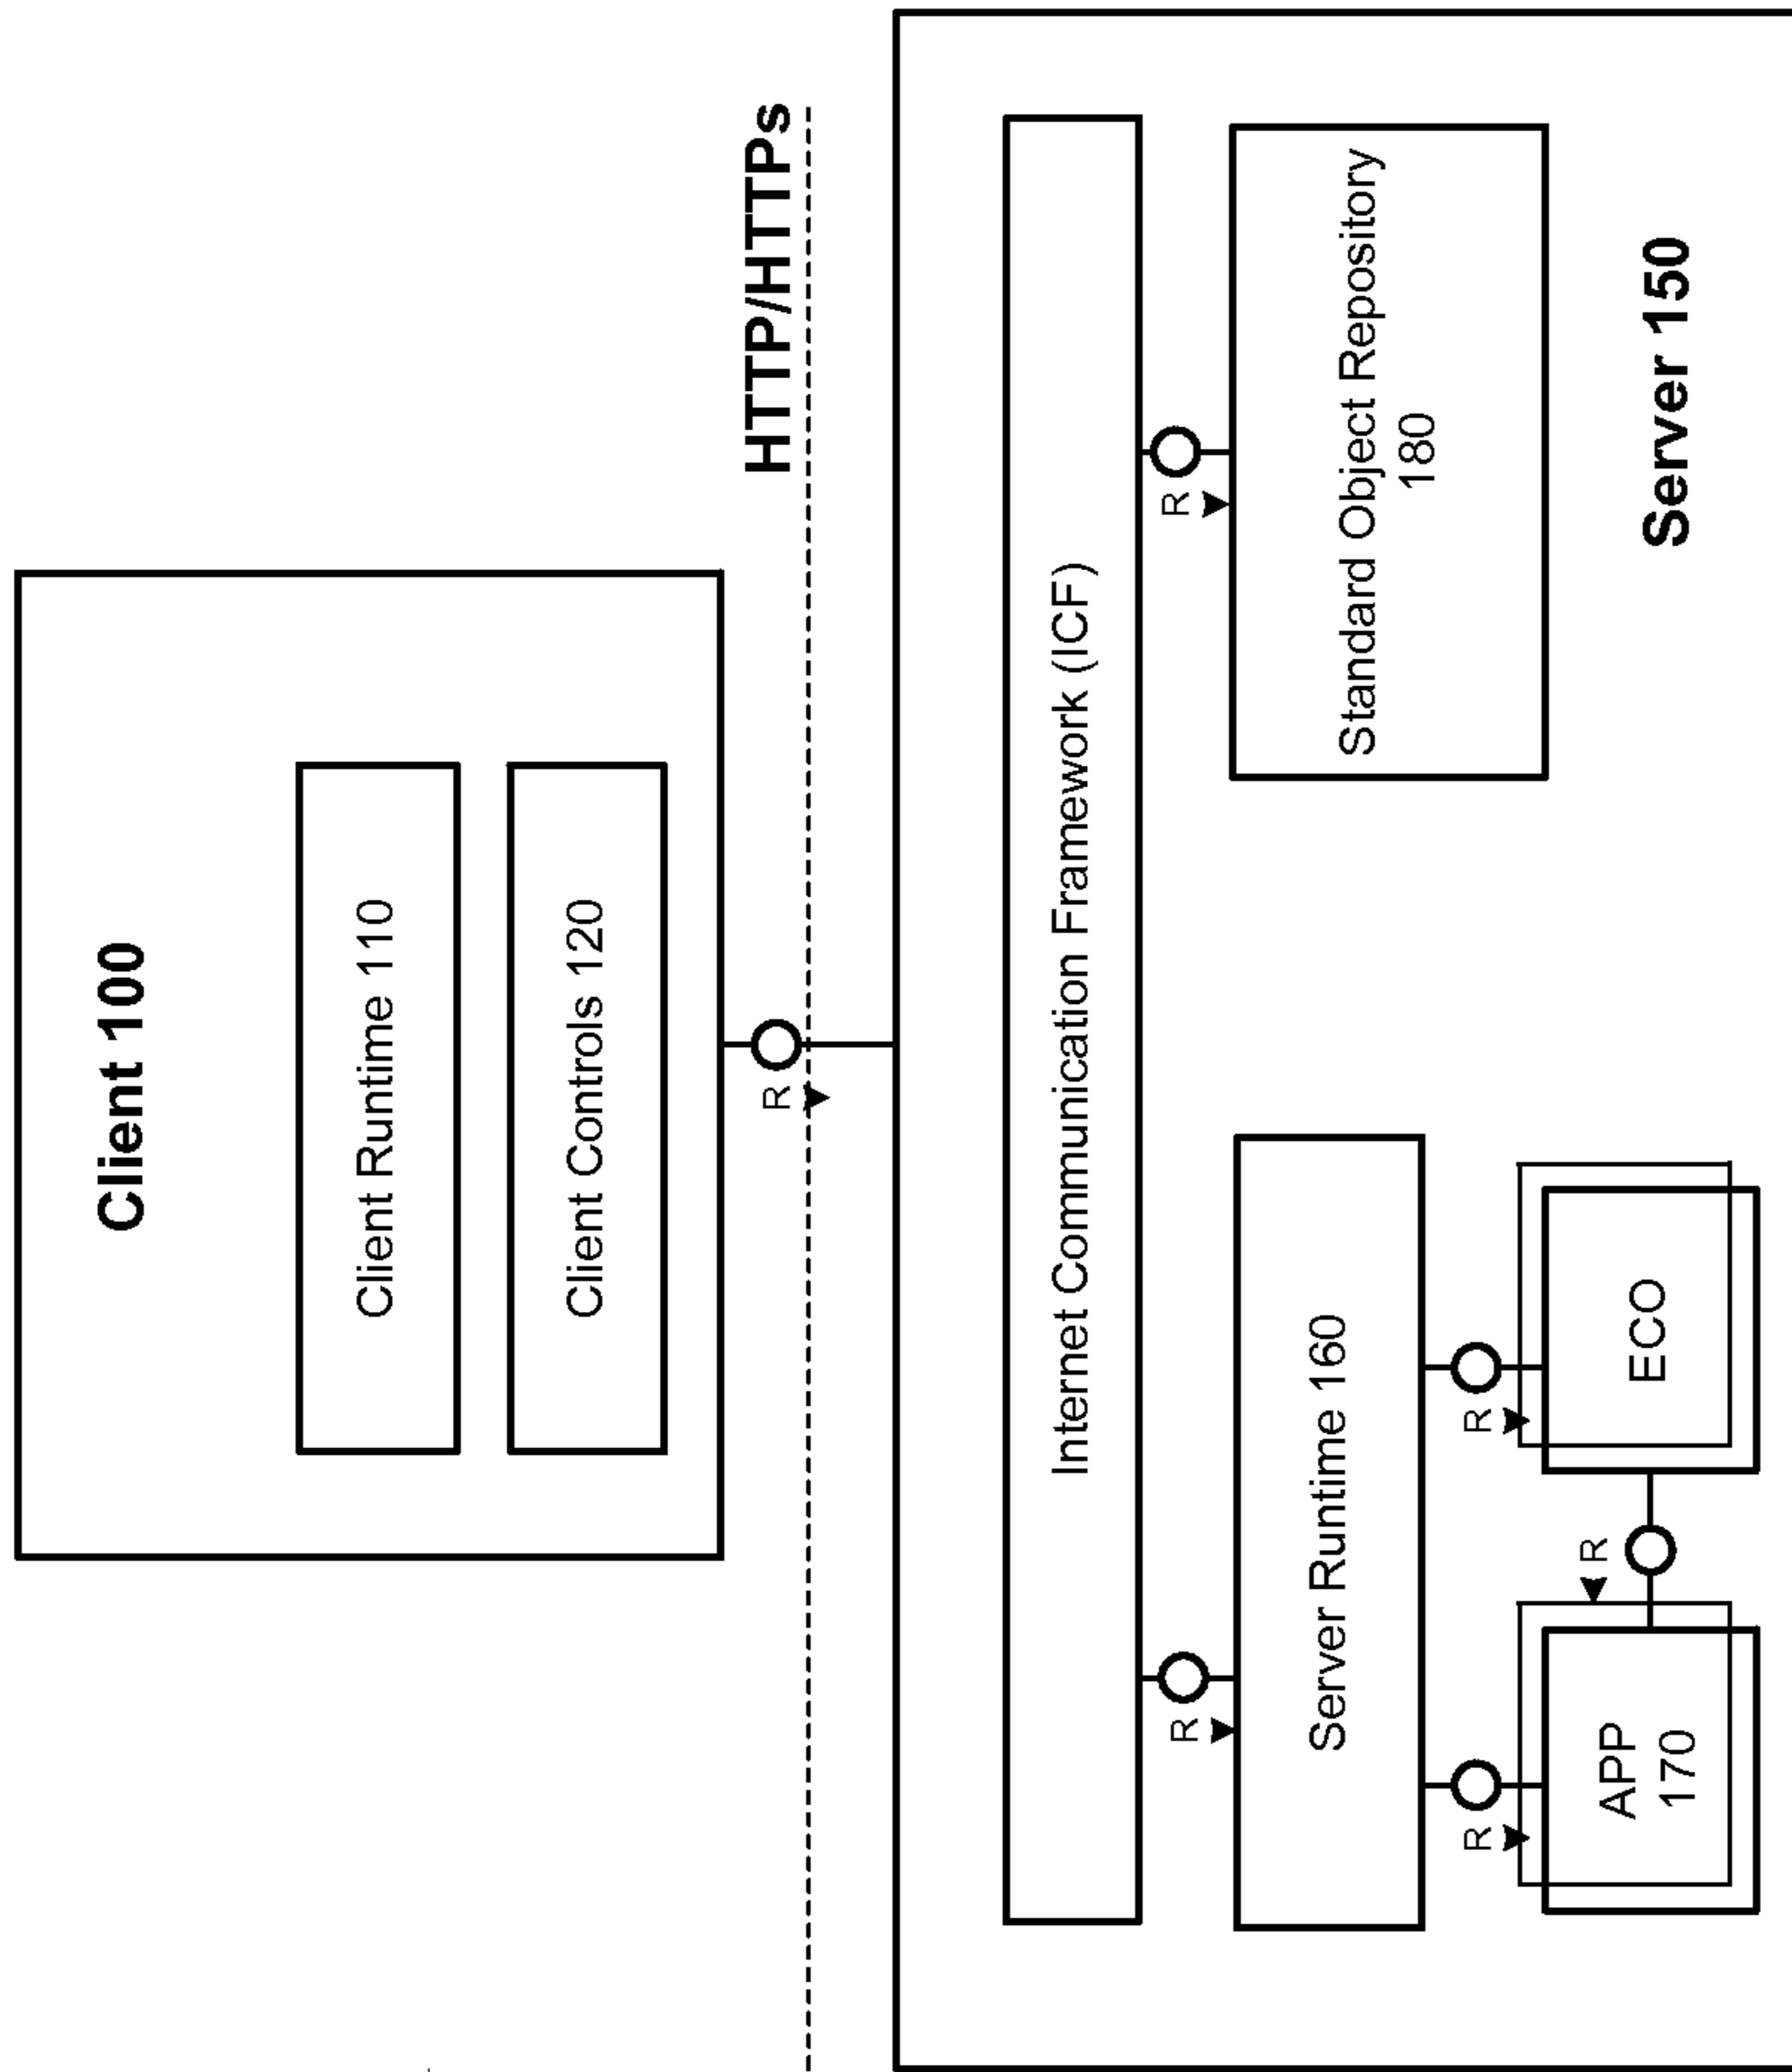 Client 100
Client Runtime 110
Client Controls 120
R
HTTP/HTTPs
Internet Communication Framework (ICF)
R
R
Server Runtime 160
Standard Object Repository
180
R
R
R
APP
170
ECO
Server 150